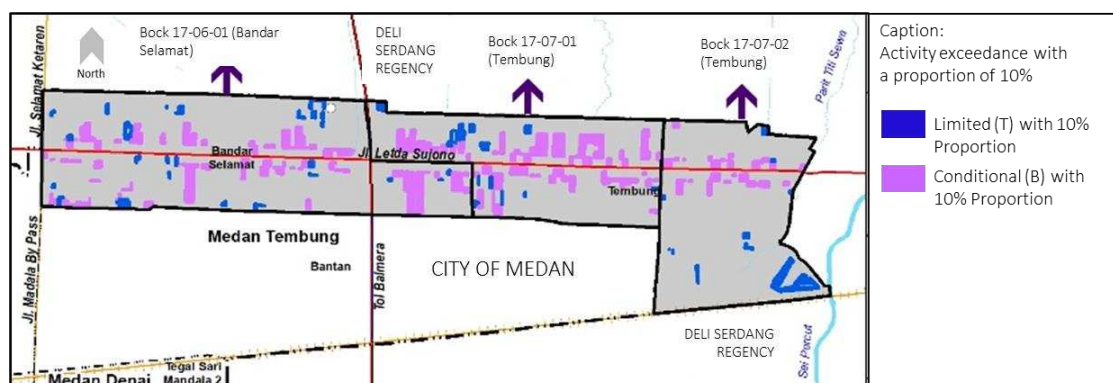 Bock 17-06-01 (Bandar
Selamat)
DELI
SERDANG
REGENCY
Bock 17-07-01
(Tembung)
Bock 17-07-02
(Tembung)
North
Jl. Selamat Ketaren
Parit Titi Sewa
Bandar
Selamat
Jl. Letda Sujono
Tembung
Medan Tembung
Bantan
CITY OF MEDAN
Jl. Madala By Pass
Tol Balmera
DELI SERDANG
REGENCY
Sei Percut
Tegal Sari
Mandala 2
Medan Denai
Caption:
Activity exceedance with
a proportion of 10%
Limited (T) with 10%
Proportion
Conditional (B) with
10% Proportion